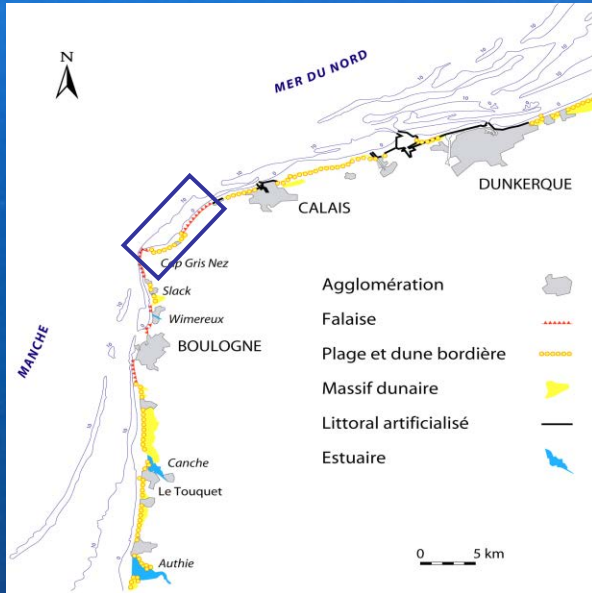 N
MER DU NORD
DUNKERQUE
CALAIS
Cap Gris Nez
Slack
Wimereux
BOULOGNE
MANCHE
Canche
Le Touquet
Authie
Agglomération
Falaise
Plage et dune bordière
Massif dunaire
Littoral artificialisé
Estuaire
0 5 km